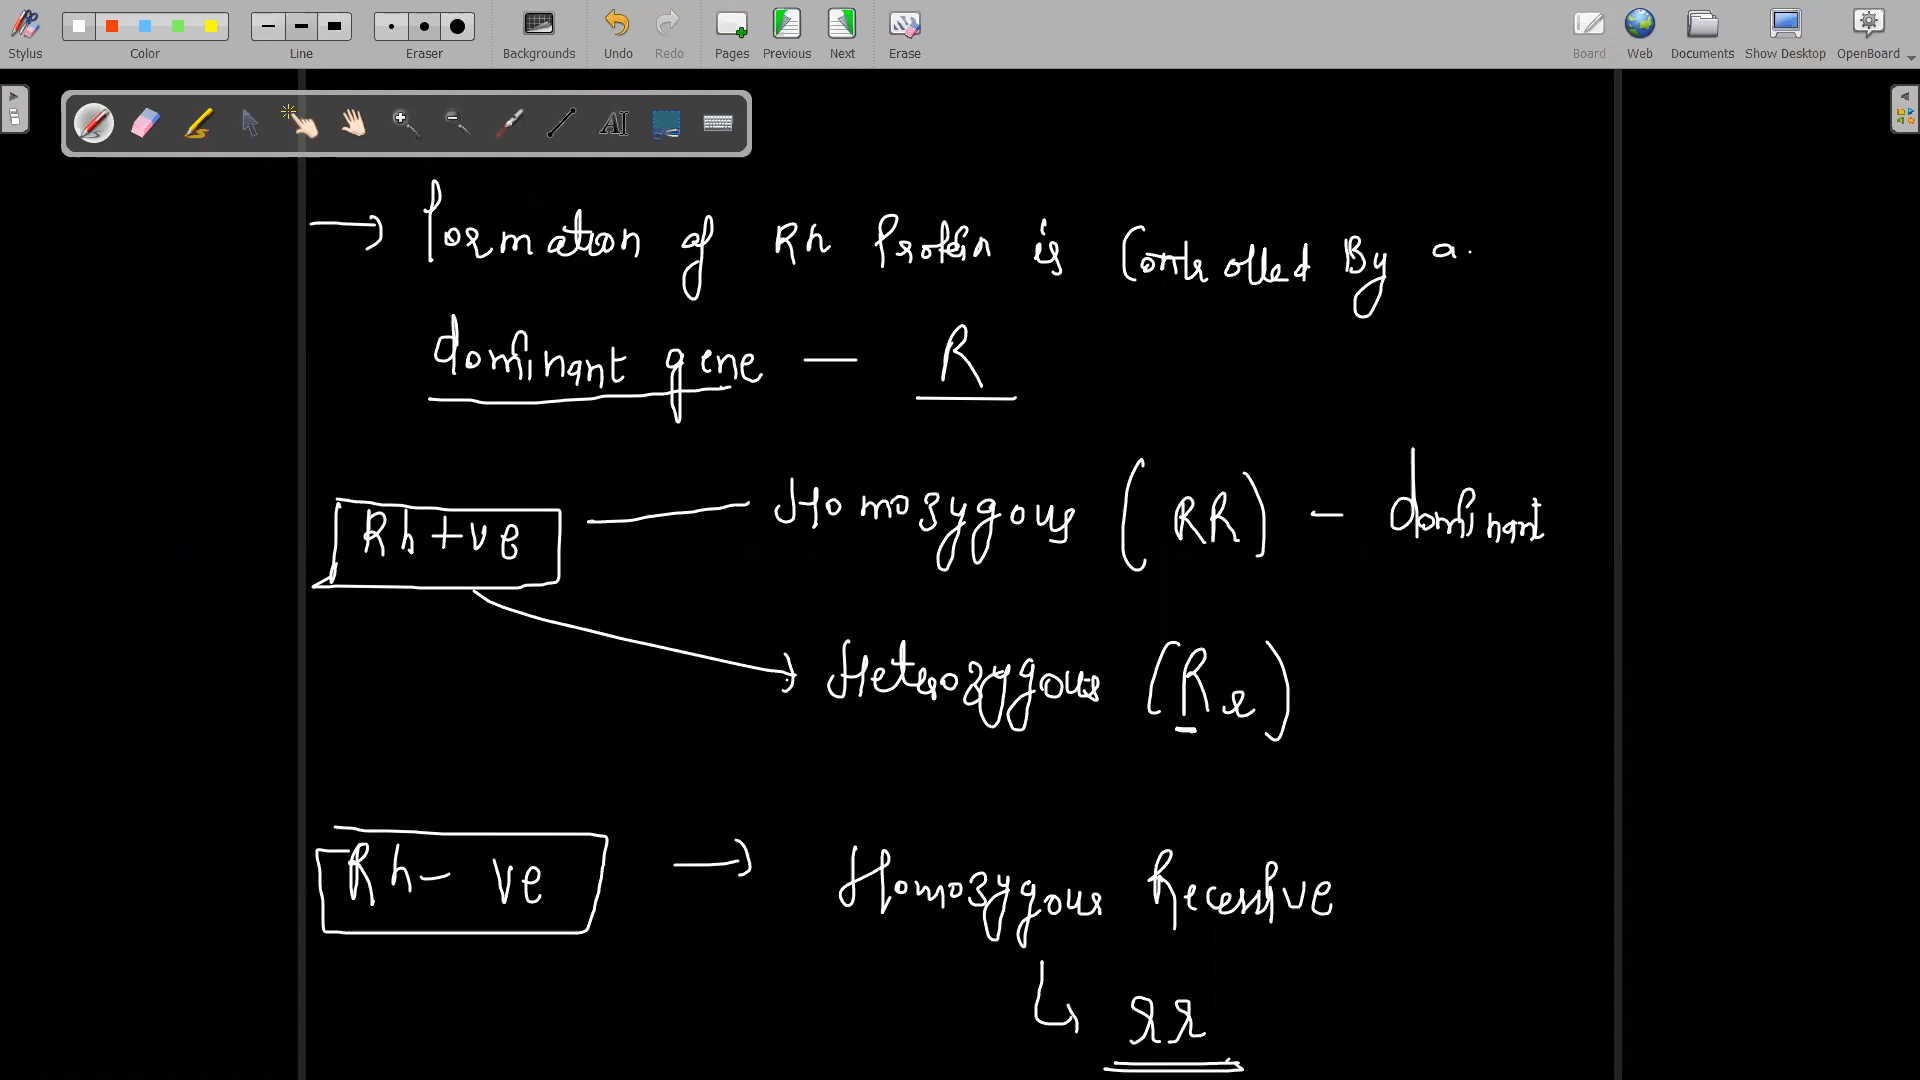 Stylus Color Line Eraser Backgrounds Undo Redo Pages Previous Next Erase Board Web Documents Show Desktop OpenBoard
→ formation of Rh Protein is Controlled By a
dominant gene — R
Rh +ve — Homozygous (RR) - dominant
→ Heterozygous (Rr)
Rh - ve → Homozygous Recessive
↳ rr